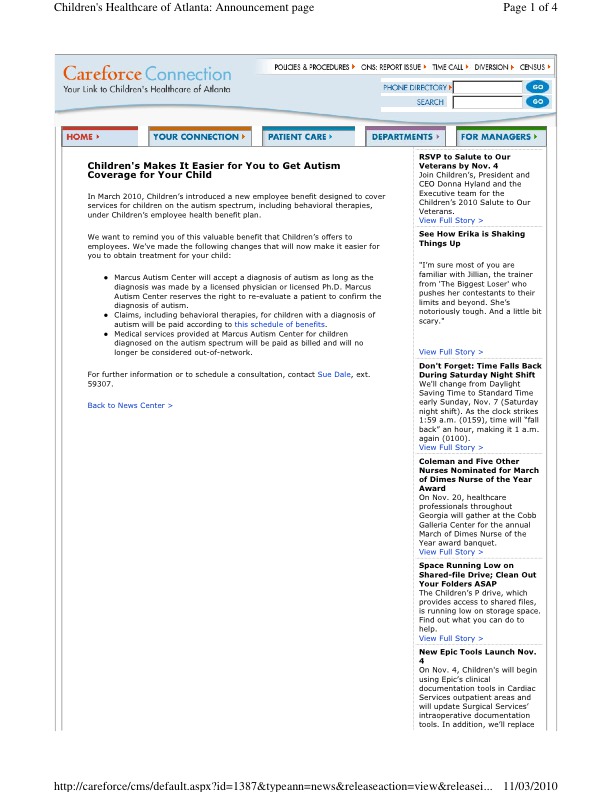 Children's Healthcare of Atlanta: Announcement page
Page 1 of 4
Careforce Connection
Your Link to Children's Healthcare of Atlanta
POLICIES & PROCEDURES
ONS: REPORT ISSUE
TIME CALL
DIVERSION
CENSUS
PHONE DIRECTORY
GO
SEARCH
GO
HOME
YOUR CONNECTION
PATIENT CARE
DEPARTMENTS
FOR MANAGERS
Children's Makes It Easier for You to Get Autism
Coverage for Your Child
In March 2010, Children's introduced a new employee benefit designed to cover
services for children on the autism spectrum, including behavioral therapies,
under Children's employee health benefit plan.
We want to remind you of this valuable benefit that Children's offers to
employees. We've made the following changes that will now make it easier for
you to obtain treatment for your child:
● Marcus Autism Center will accept a diagnosis of autism as long as the
diagnosis was made by a licensed physician or licensed Ph.D. Marcus
Autism Center reserves the right to re-evaluate a patient to confirm the
diagnosis of autism.
● Claims, including behavioral therapies, for children with a diagnosis of
autism will be paid according to this schedule of benefits.
● Medical services provided at Marcus Autism Center for children
diagnosed on the autism spectrum will be paid as billed and will no
longer be considered out-of-network.
For further information or to schedule a consultation, contact Sue Dale, ext.
59307.
Back to News Center >
RSVP to Salute to Our
Veterans by Nov. 4
Join Children's, President and
CEO Donna Hyland and the
Executive team for the
Children's 2010 Salute to Our
Veterans.
View Full Story >
See How Erika is Shaking
Things Up
"I'm sure most of you are
familiar with Jillian, the trainer
from 'The Biggest Loser' who
pushes her contestants to their
limits and beyond. She's
notoriously tough. And a little bit
scary."
View Full Story >
Don't Forget: Time Falls Back
During Saturday Night Shift
We'll change from Daylight
Saving Time to Standard Time
early Sunday, Nov. 7 (Saturday
night shift). As the clock strikes
1:59 a.m. (0159), time will "fall
back" an hour, making it 1 a.m.
again (0100).
View Full Story >
Coleman and Five Other
Nurses Nominated for March
of Dimes Nurse of the Year
Award
On Nov. 20, healthcare
professionals throughout
Georgia will gather at the Cobb
Galleria Center for the annual
March of Dimes Nurse of the
Year award banquet.
View Full Story >
Space Running Low on
Shared-file Drive; Clean Out
Your Folders ASAP
The Children's P drive, which
provides access to shared files,
is running low on storage space.
Find out what you can do to
help.
View Full Story >
New Epic Tools Launch Nov.
4
On Nov. 4, Children's will begin
using Epic's clinical
documentation tools in Cardiac
Services outpatient areas and
will update Surgical Services'
intraoperative documentation
tools. In addition, we'll replace
http://careforce/cms/default.aspx?id=1387&typeann=news&releaseaction=view&releasei...
11/03/2010